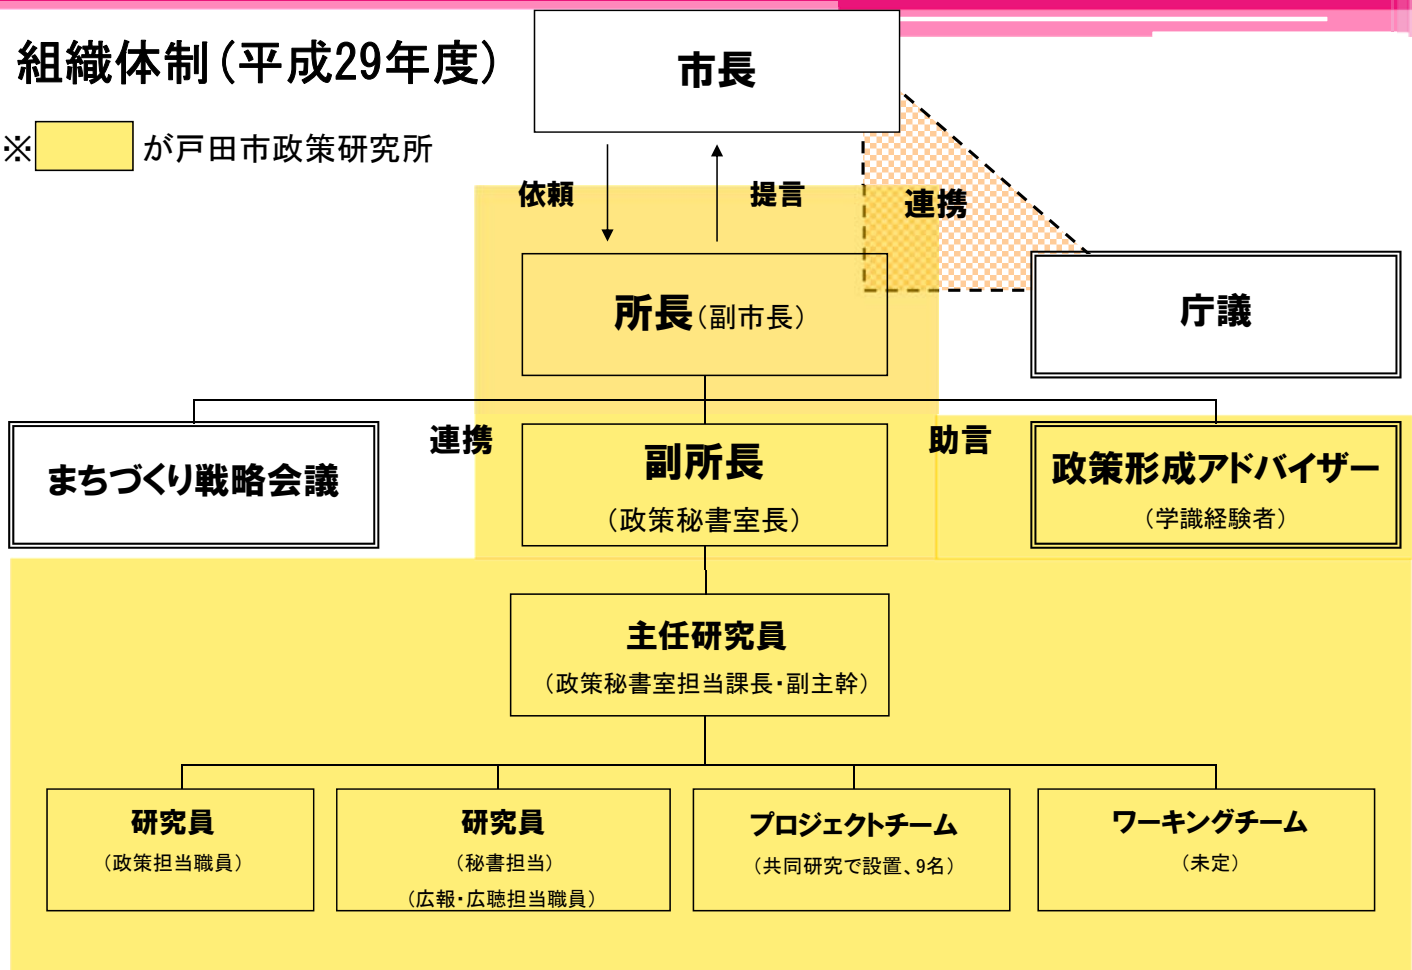 組織体制（平成29年度）
市長
※　　が戸田市政策研究所
依頼
提言
連携
所長（副市長）
庁議
連携
助言
まちづくり戦略会議
副所長
（政策秘書室長）
政策形成アドバイザー
（学識経験者）
主任研究員
（政策秘書室担当課長・副主幹）
研究員
（政策担当職員）
研究員
（秘書担当）
（広報・広聴担当職員）
プロジェクトチーム
（共同研究で設置、9名）
ワーキングチーム
（未定）